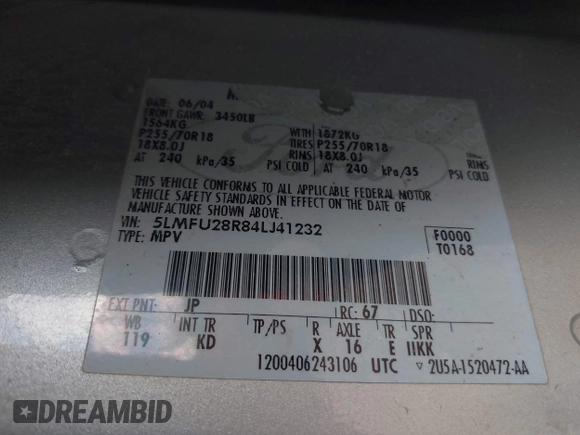 DATE: 06/04
FRONT GAWR: 3450LB
1564KG WITH 1872KG
P255/70R18 TIRES P255/70R18
18X8.0J RIMS 18X8.0J RIMS
AT 240 kPa/35 PSI COLD AT 240 kPa/35 PSI COLD
Ford
THIS VEHICLE CONFORMS TO ALL APPLICABLE FEDERAL MOTOR
VEHICLE SAFETY STANDARDS IN EFFECT ON THE DATE OF
MANUFACTURE SHOWN ABOVE.
VIN: 5LMFU28R84LJ41232 F0000
TYPE: MPV T0168
EXT PNT: JP RC: 67 DSO:
WB INT TR TP/PS R AXLE TR SPR
119 KD X 16 E IIKK
1200406243106 UTC ▽ 2U5A-1520472-AA
DREAMBID